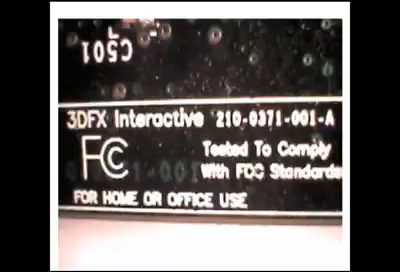 C501
3DFX Interactive 210-0371-001-A
FC Tested To Comply
With FCC Standards
FOR HOME OR OFFICE USE